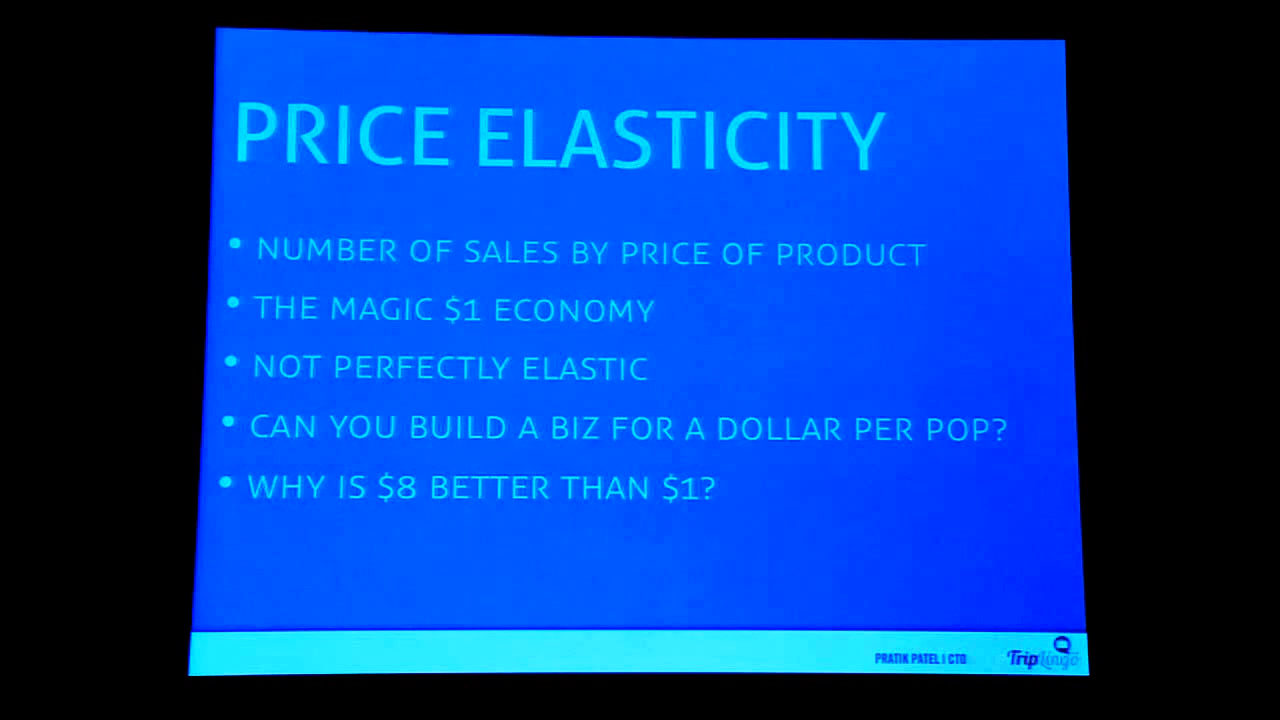 PRICE ELASTICITY
• NUMBER OF SALES BY PRICE OF PRODUCT
• THE MAGIC $1 ECONOMY
• NOT PERFECTLY ELASTIC
• CAN YOU BUILD A BIZ FOR A DOLLAR PER POP?
• WHY IS $8 BETTER THAN $1?
PRATIK PATEL | CTO
TripLingo